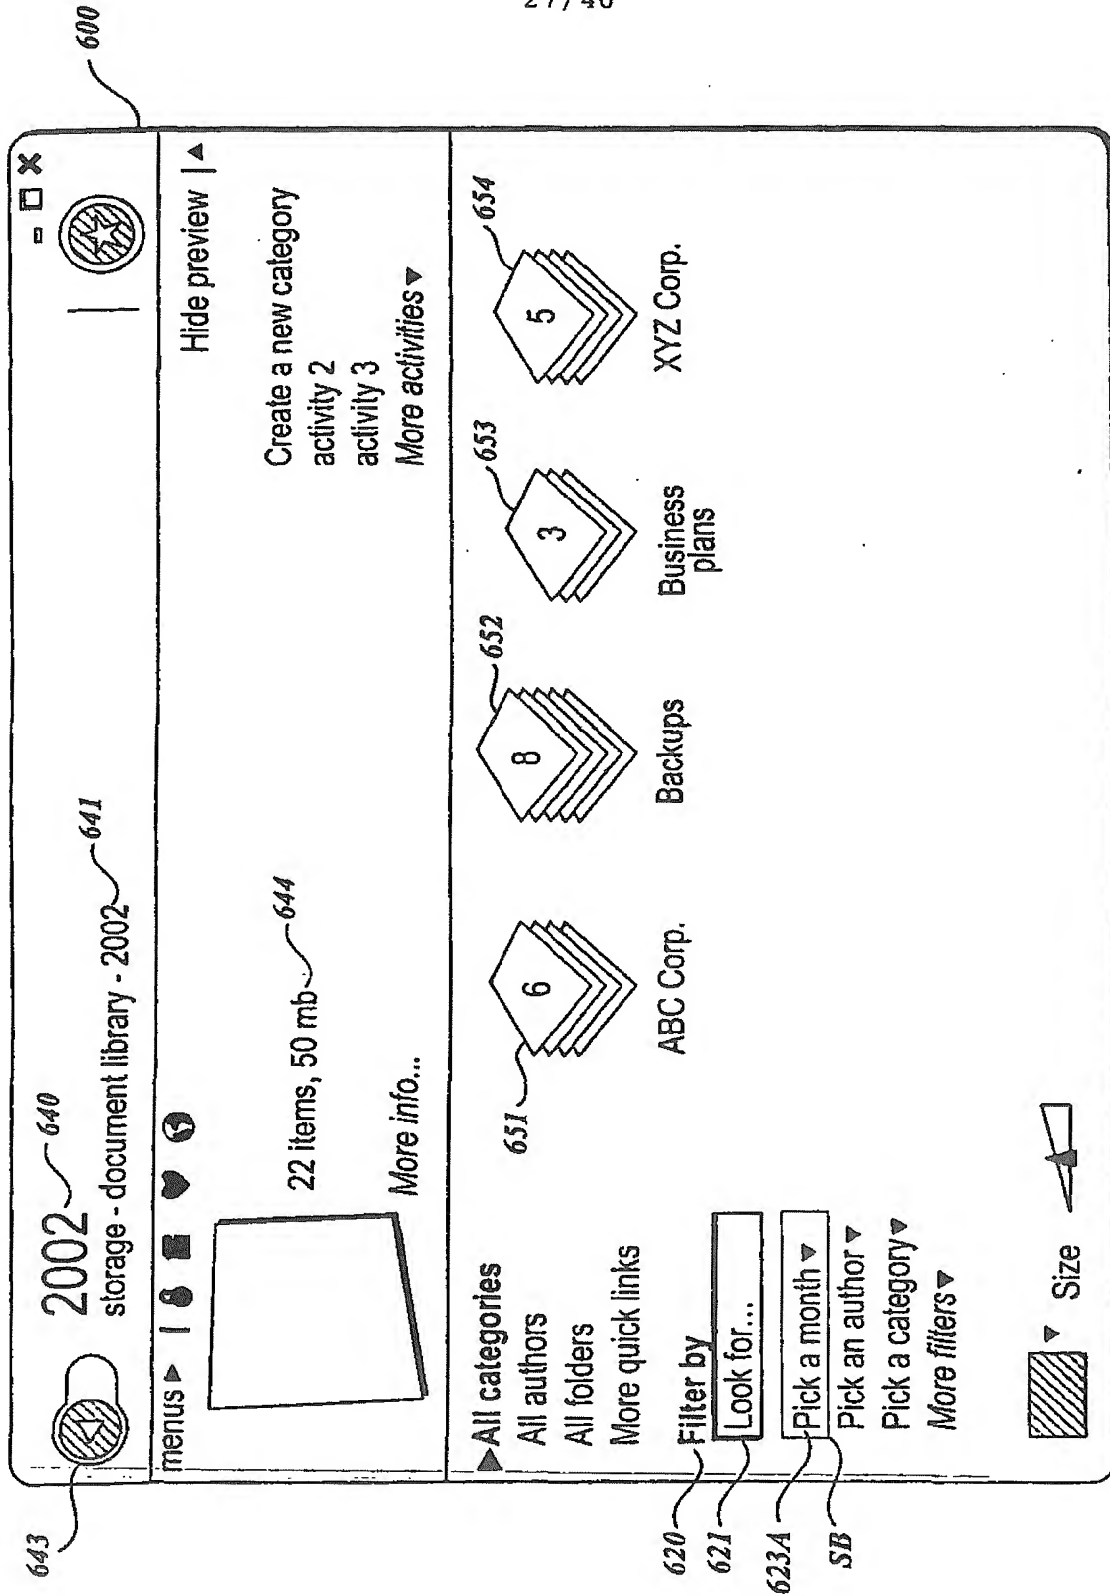 27/40
600
2002 640
storage - document library - 2002 641
643
menus
Hide preview
22 items, 50 mb 644
More info...
Create a new category
activity 2
activity 3
More activities
All categories
All authors
All folders
More quick links
620 Filter by
621 Look for...
623A Pick a month
SB
Pick an author
Pick a category
More filters
Size
651 6
ABC Corp.
652 8
Backups
653 3
Business
plans
654 5
XYZ Corp.